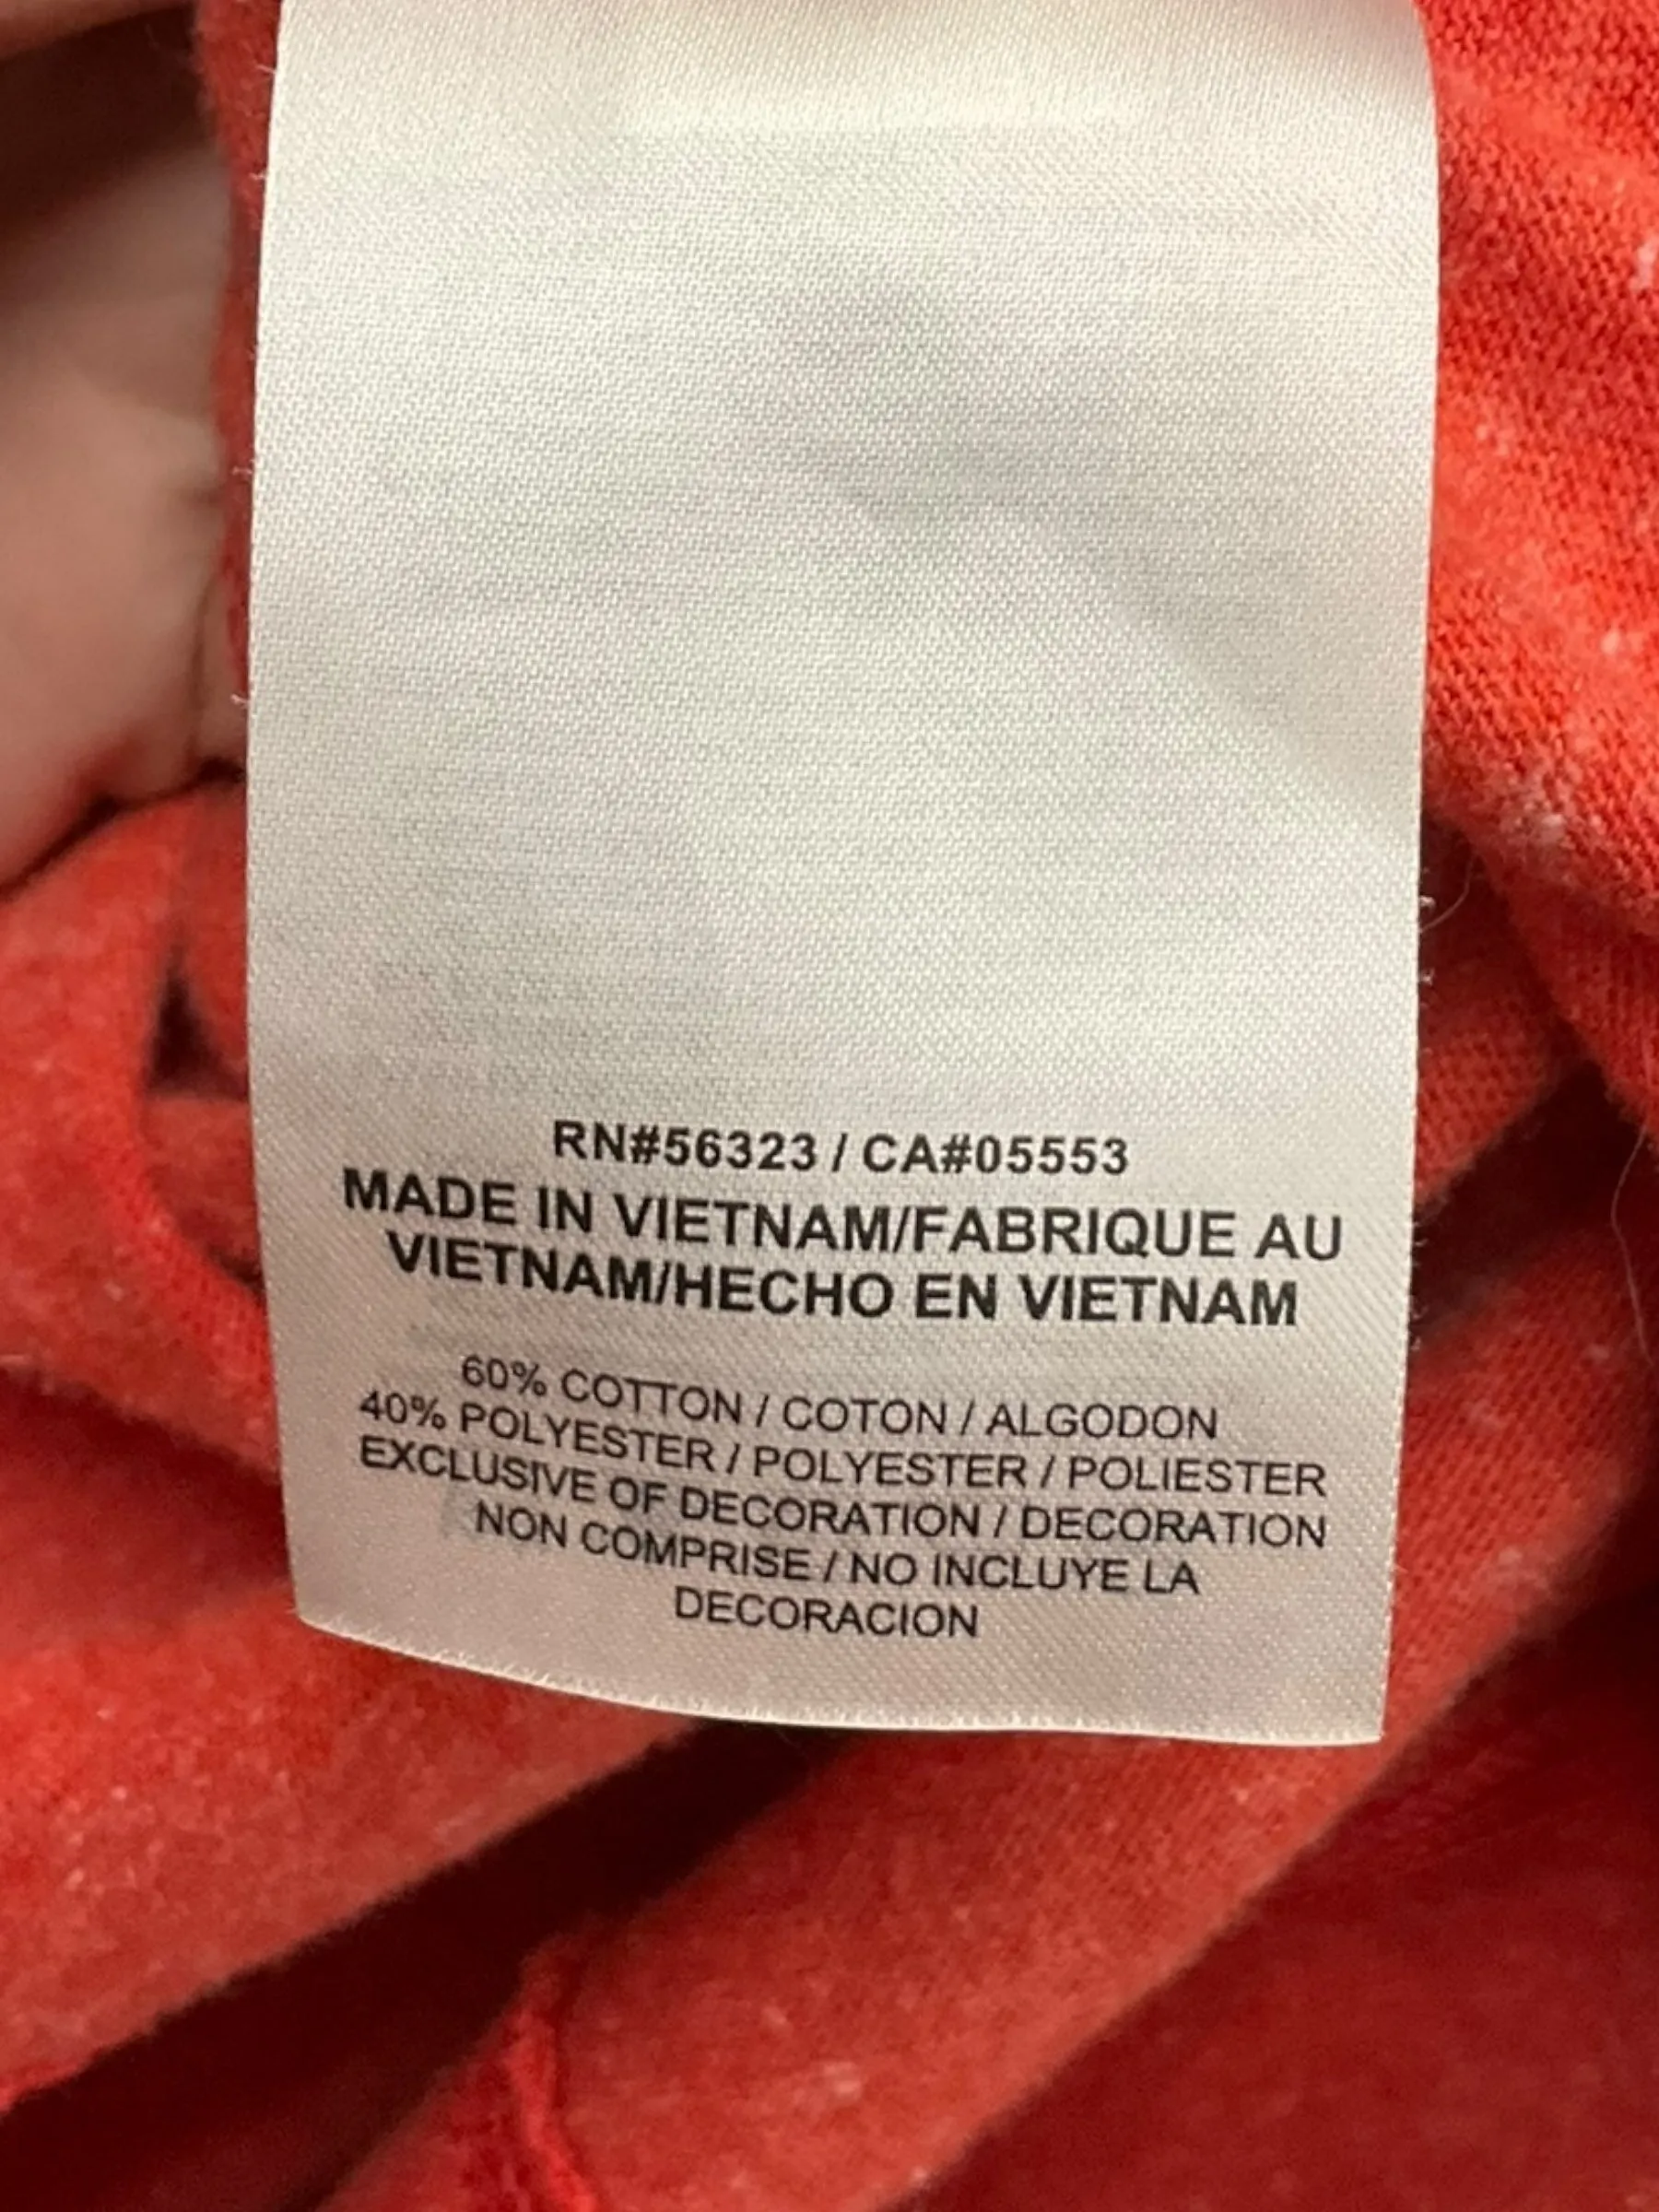 RN#56323 / CA#05553
MADE IN VIETNAM/FABRIQUE AU
VIETNAM/HECHO EN VIETNAM
60% COTTON / COTON / ALGODON
40% POLYESTER / POLYESTER / POLIESTER
EXCLUSIVE OF DECORATION / DECORATION
NON COMPRISE / NO INCLUYE LA
DECORACION